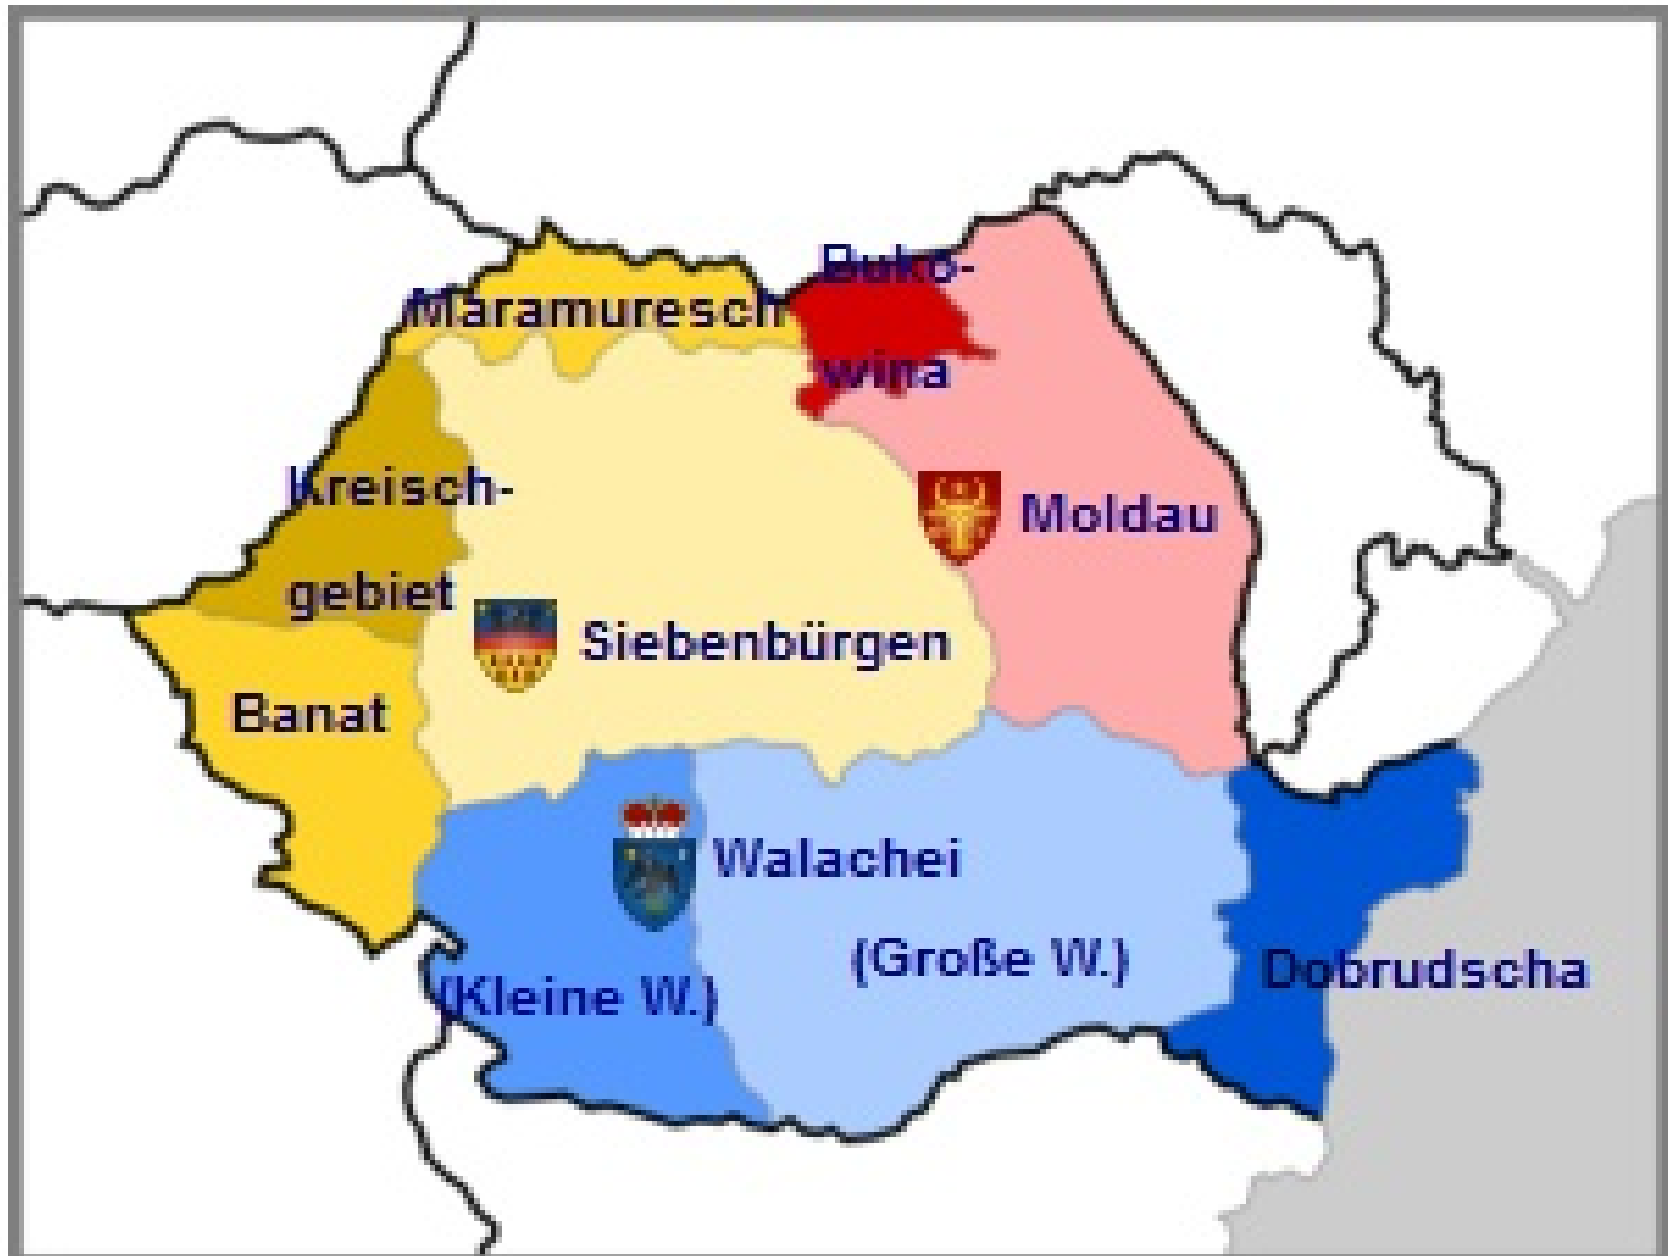 Buko-
wina
Maramuresch
Kreisch-
gebiet
Moldau
Siebenbürgen
Banat
Walachei
(Große W.)
(Kleine W.)
Dobrudscha